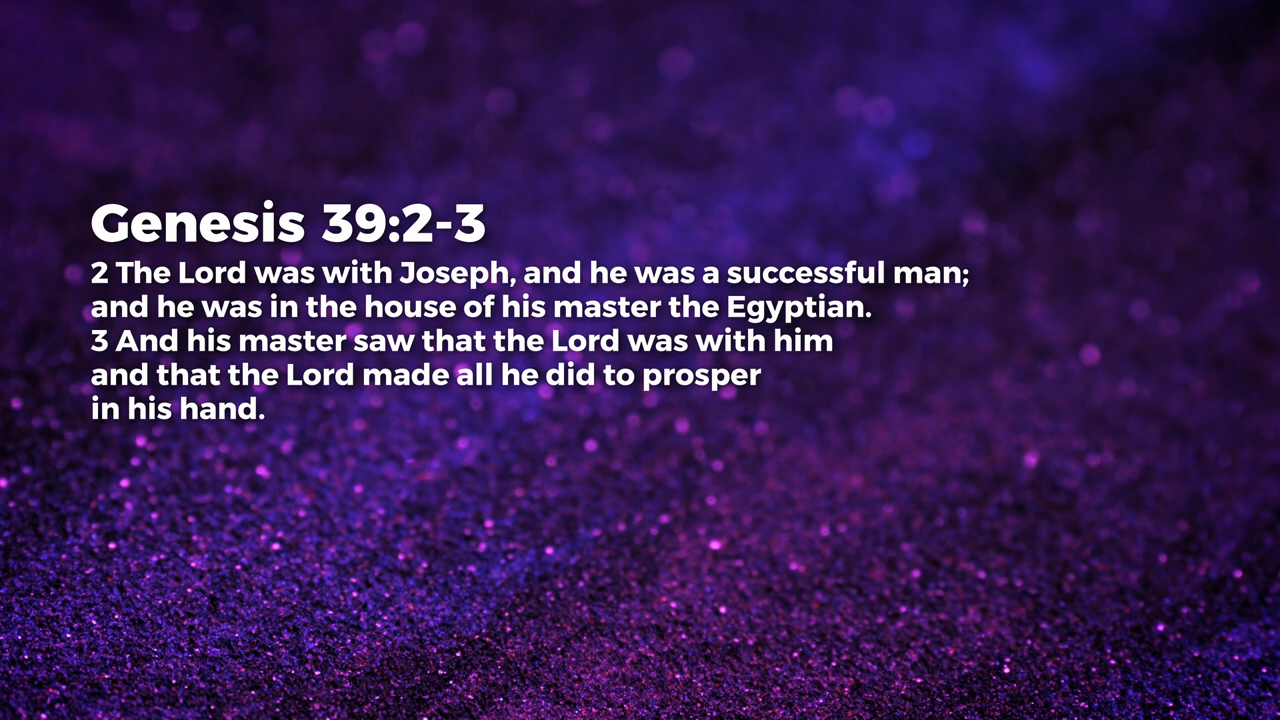 Genesis 39:2-3
2 The Lord was with Joseph, and he was a successful man;
and he was in the house of his master the Egyptian.
3 And his master saw that the Lord was with him
and that the Lord made all he did to prosper
in his hand.